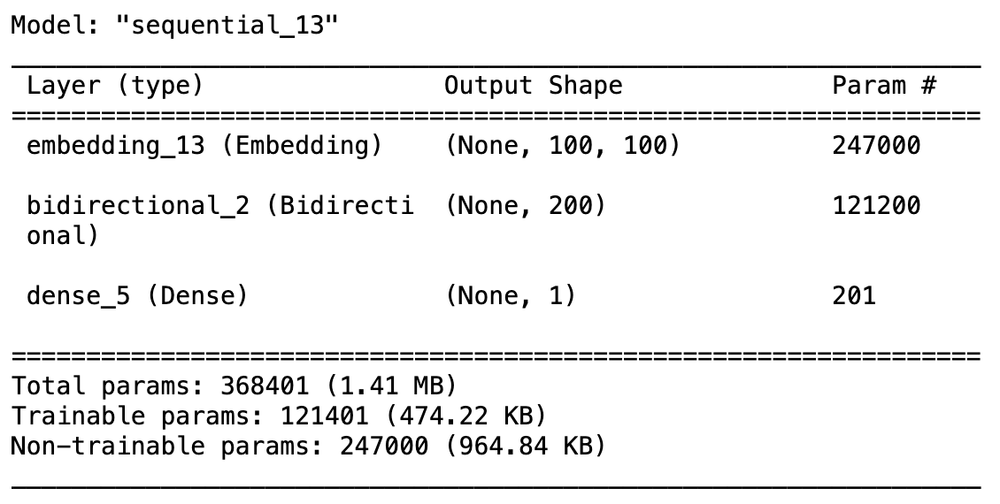 Model: "sequential_13"
Layer (type) Output Shape Param #
embedding_13 (Embedding) (None, 100, 100) 247000
bidirectional_2 (Bidirecti (None, 200) 121200
onal)
dense_5 (Dense) (None, 1) 201
Total params: 368401 (1.41 MB)
Trainable params: 121401 (474.22 KB)
Non-trainable params: 247000 (964.84 KB)